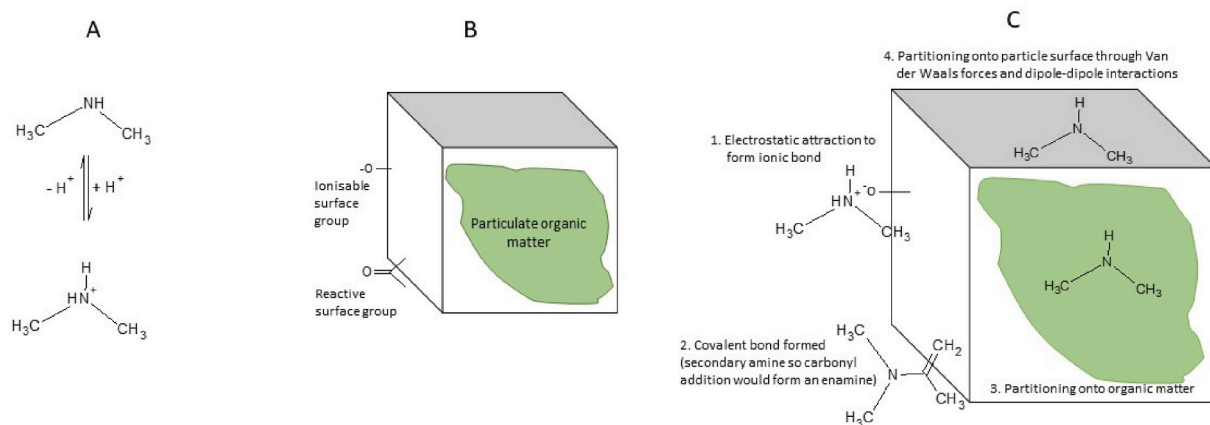 A
NH
H₃C
CH₃
- H⁺
+ H⁺
H
HN⁺
H₃C
CH₃
B
-O
Ionisable
surface
group
Particulate organic
matter
O
Reactive
surface group
C
4. Partitioning onto particle surface through Van
der Waals forces and dipole-dipole interactions
H
N
H₃C
CH₃
1. Electrostatic attraction to
form ionic bond
H
HN⁺
⁻O
H₃C
CH₃
H
N
H₃C
CH₃
2. Covalent bond formed
(secondary amine so carbonyl
addition would form an enamine)
H₃C
CH₂
N
CH₃
H₃C
3. Partitioning onto organic matter